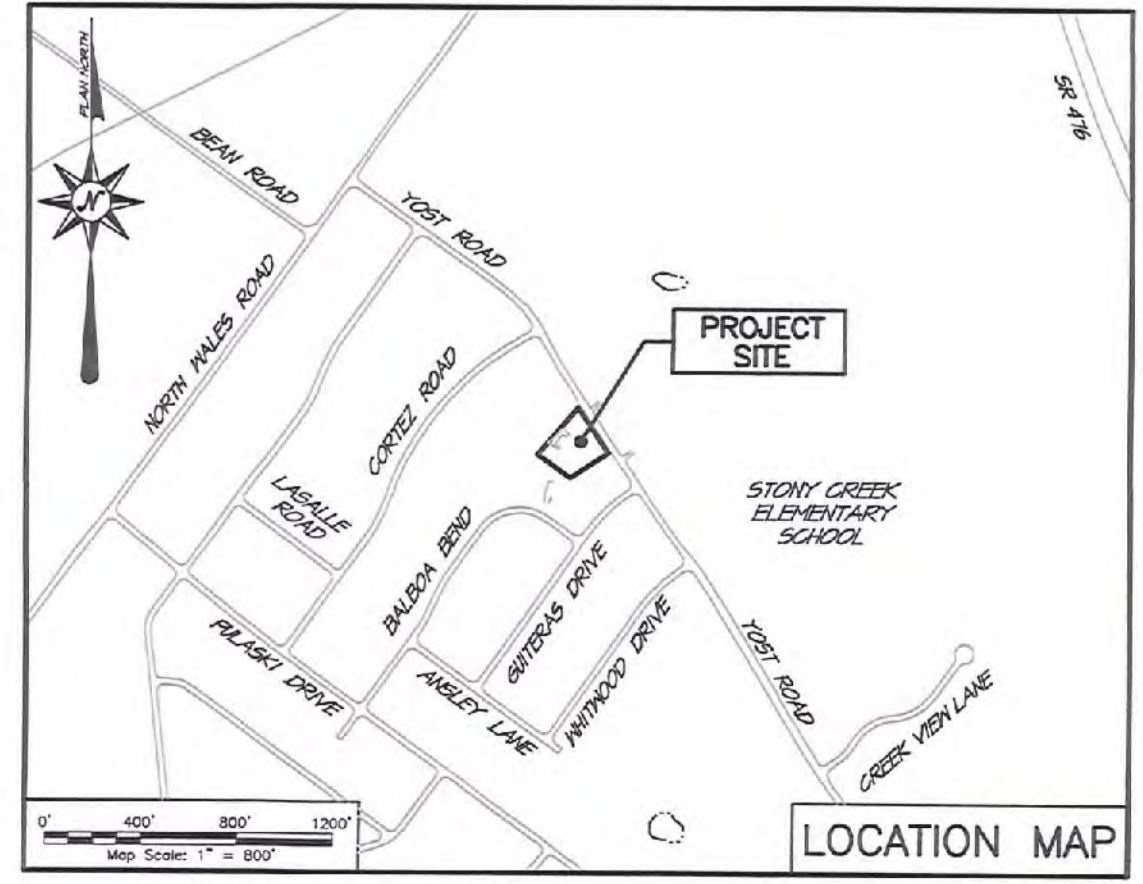 PLAN NORTH
N
BEAN ROAD
YOST ROAD
SR 476
NORTH WALES ROAD
CORTEZ ROAD
PROJECT
SITE
LASALLE
ROAD
BALBOA BEND
STONY CREEK
ELEMENTARY
SCHOOL
GUITERAS DRIVE
WHITWOOD DRIVE
PULASKI DRIVE
ANSLEY LANE
YOST ROAD
CREEK VIEW LANE
0' 400' 800' 1200'
Map Scale: 1" = 800'
LOCATION MAP